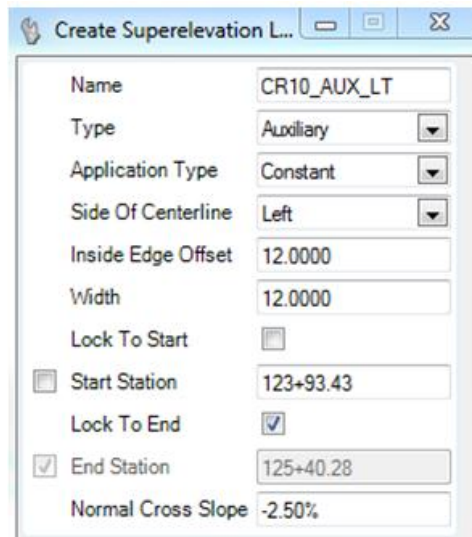 Create Superelevation L...
Name CR10_AUX_LT
Type Auxiliary
Application Type Constant
Side Of Centerline Left
Inside Edge Offset 12.0000
Width 12.0000
Lock To Start
Start Station 123+93.43
Lock To End
End Station 125+40.28
Normal Cross Slope -2.50%